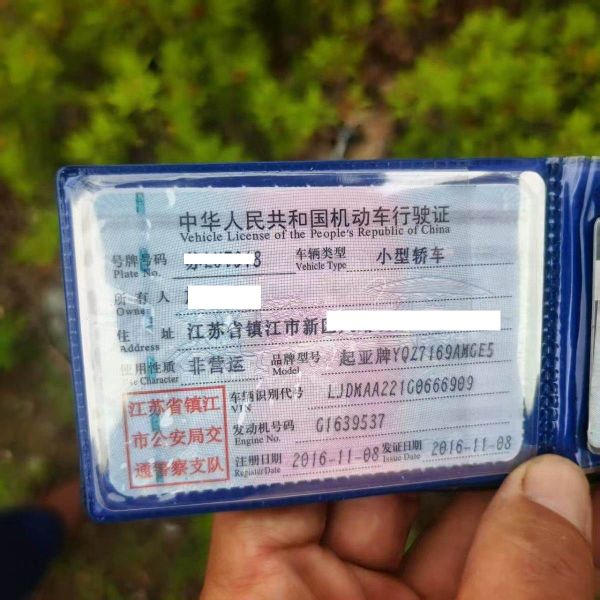 中华人民共和国机动车行驶证
Vehicle License of the People's Republic of China
号牌号码 8 车辆类型 小型轿车
Plate No. Vehicle Type
所有人
Owner
住址 江苏省镇江市新区
Address
使用性质 非营运 品牌型号 起亚牌YQZ7169AMGE5
Use Character Model
车辆识别代号 LJDMAA221G0666909
VIN
发动机号码 G1639537
Engine No.
注册日期 2016-11-08 发证日期 2016-11-08
Register Date Issue Date
江苏省镇江
市公安局交
通警察支队